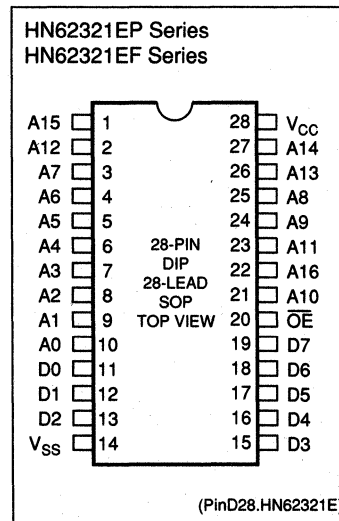 HN62321EP Series
HN62321EF Series
A15 1 28 VCC
A12 2 27 A14
A7 3 26 A13
A6 4 25 A8
A5 5 24 A9
A4 6 28-PIN 23 A11
DIP
A3 7 28-LEAD 22 A16
A2 8 SOP 21 A10
A1 9 TOP VIEW 20 OE
A0 10 19 D7
D0 11 18 D6
D1 12 17 D5
D2 13 16 D4
VSS 14 15 D3
(PinD28.HN62321E)